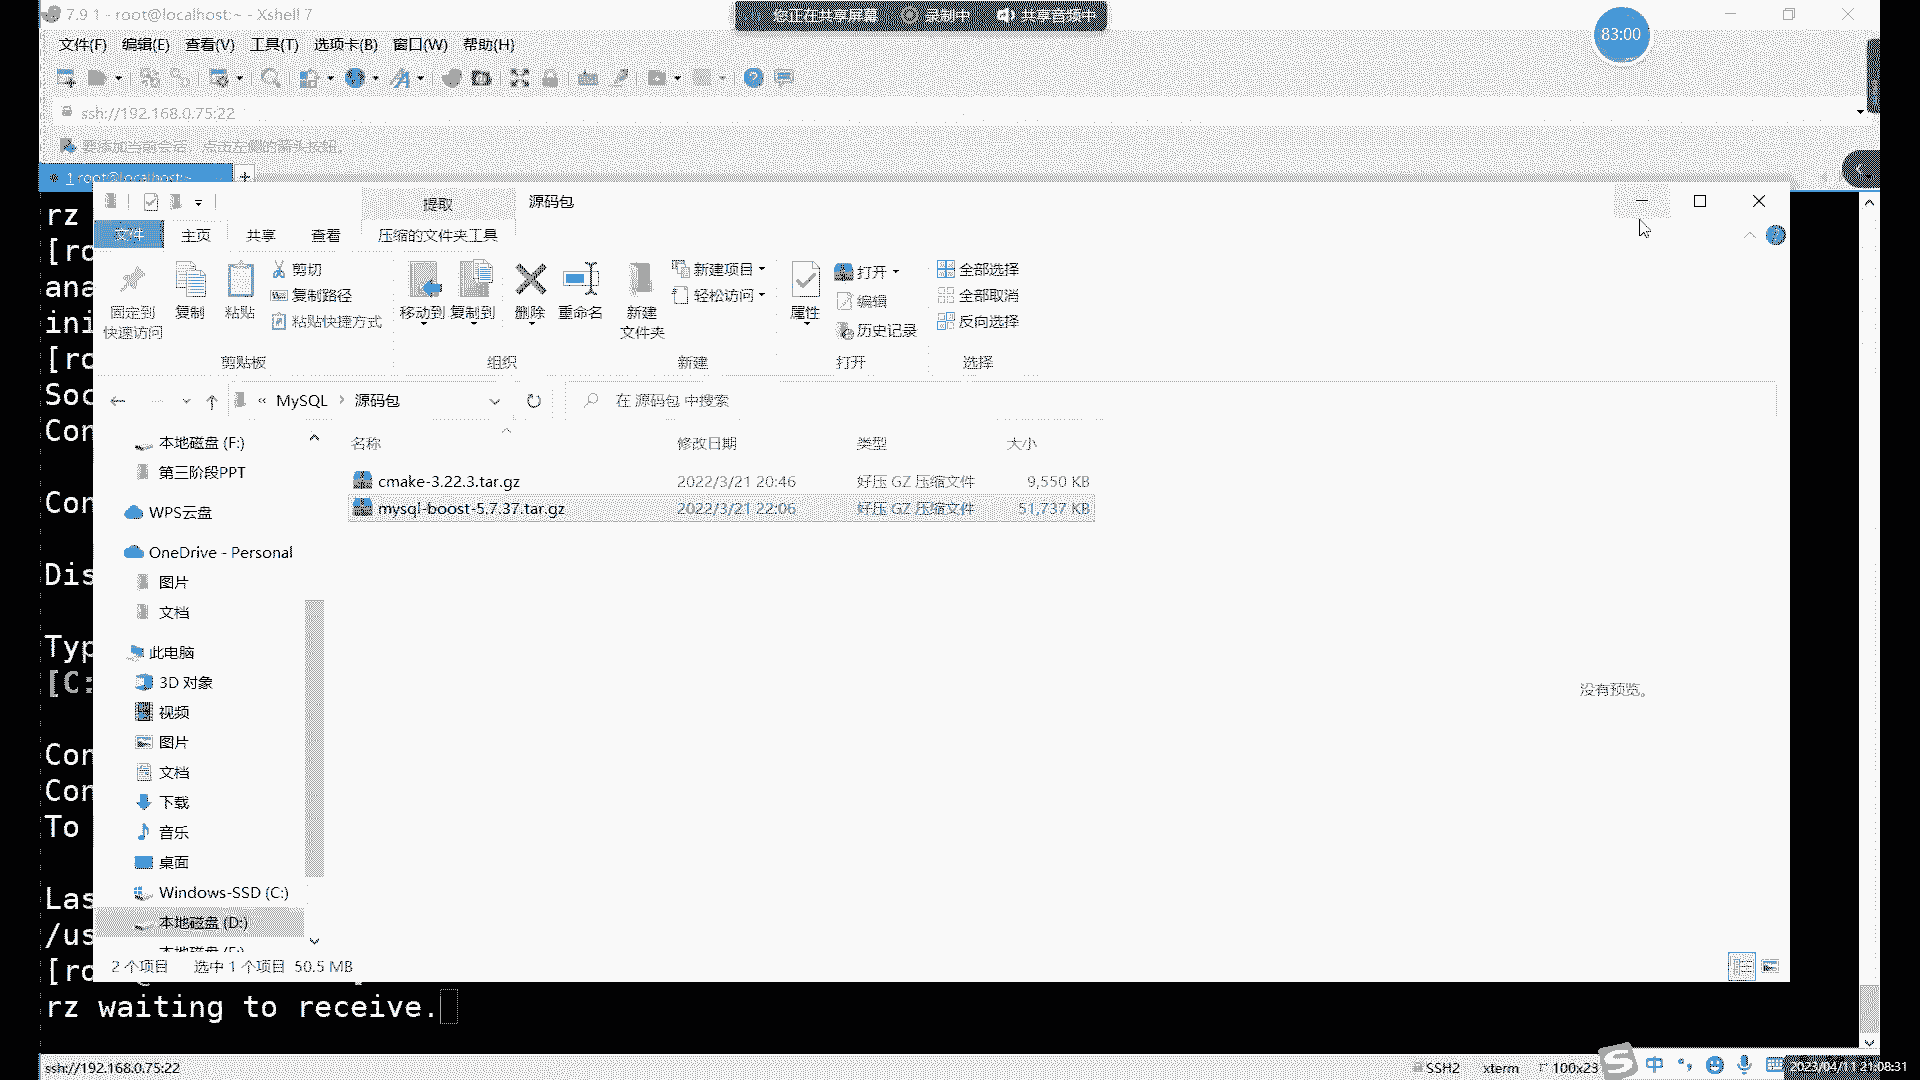 7.9 1 - root@localhost:~ - Xshell 7
您正在共享屏幕 录制中 共享音频中
83:00
文件(F) 编辑(E) 查看(V) 工具(T) 选项卡(B) 窗口(W) 帮助(H)
ssh://192.168.0.75:22
要添加当前会话，点击左侧的箭头按钮。
1 root@localhost:~ +
提取 源码包
文件 主页 共享 查看 压缩的文件夹工具
固定到快速访问 复制 粘贴 剪切 复制路径 粘贴快捷方式
移动到 复制到 删除 重命名 新建文件夹 新建项目 轻松访问
属性 打开 编辑 历史记录 全部选择 全部取消 反向选择
剪贴板 组织 新建 打开 选择
« MySQL › 源码包 在 源码包 中搜索
名称 修改日期 类型 大小
cmake-3.22.3.tar.gz 2022/3/21 20:46 好压 GZ 压缩文件 9,550 KB
mysql-boost-5.7.37.tar.gz 2022/3/21 22:06 好压 GZ 压缩文件 51,737 KB
本地磁盘 (F:)
第三阶段PPT
WPS云盘
OneDrive - Personal
图片
文档
此电脑
3D 对象
视频
图片
文档
下载
音乐
桌面
Windows-SSD (C:)
本地磁盘 (D:)
没有预览。
2 个项目 选中 1 个项目 50.5 MB
rz
[ro
ana
ini
[ro
Soc
Con
Con
Dis
Typ
[C:
Con
Con
To
Las
/us
[ro
rz waiting to receive.
ssh://192.168.0.75:22 SSH2 xterm 100x23 中 2023/04/11 21:08:31